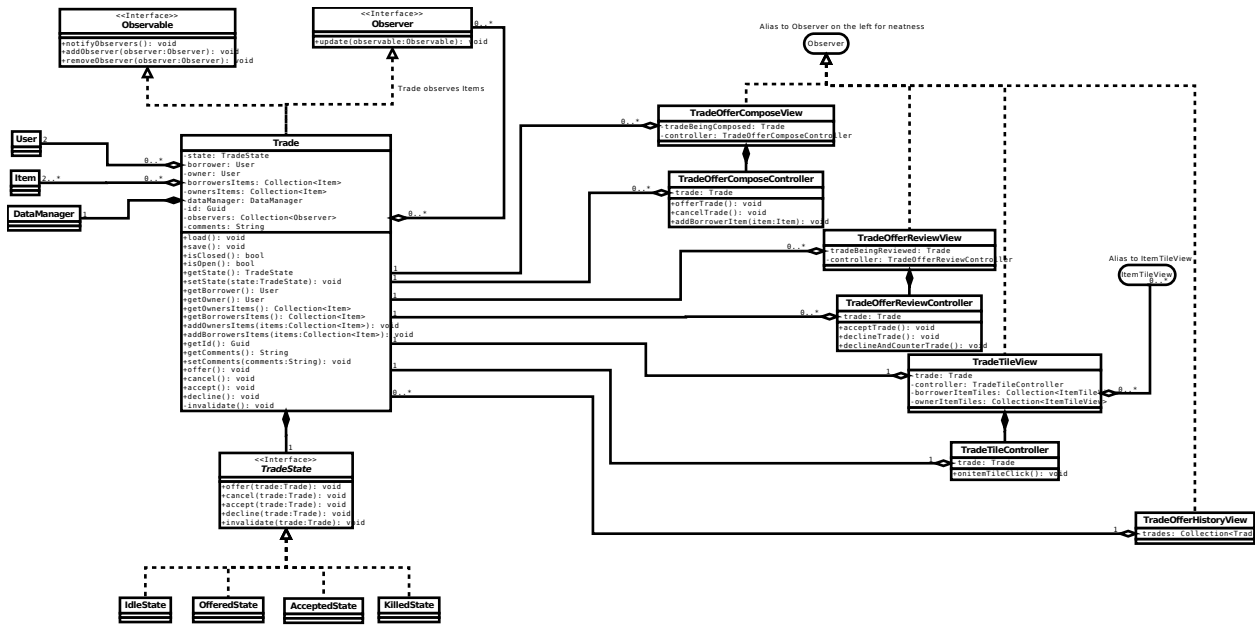 <<Interface>>
Observable
+notifyObservers(): void
+addObserver(observer:Observer): void
+removeObserver(observer:Observer): void
<<Interface>>
Observer
+update(observable:Observable): void
0..*
Trade observes Items
Alias to Observer on the left for neatness
Observer
User
2
0..*
Item
2..*
0..*
DataManager
1
Trade
-state: TradeState
-borrower: User
-owner: User
-borrowersItems: Collection<Item>
-ownersItems: Collection<Item>
-dataManager: DataManager
-id: Guid
-observers: Collection<Observer>
-comments: String
+load(): void
+save(): void
+isClosed(): bool
+isOpen(): bool
+getState(): TradeState
+setState(state:TradeState): void
+getBorrower(): User
+getOwner(): User
+getOwnersItems(): Collection<Item>
+getBorrowersItems(): Collection<Item>
+addOwnersItems(items:Collection<Item>): void
+addBorrowersItems(items:Collection<Item>): void
+getId(): Guid
+getComments(): String
+setComments(comments:String): void
+offer(): void
+cancel(): void
+accept(): void
+decline(): void
-invalidate(): void
0..*
1
1
1
1
1
1
0..*
1
<<Interface>>
TradeState
+offer(trade:Trade): void
+cancel(trade:Trade): void
+accept(trade:Trade): void
+decline(trade:Trade): void
+invalidate(trade:Trade): void
IdleState
OfferedState
AcceptedState
KilledState
0..*
TradeOfferComposeView
-tradeBeingComposed: Trade
-controller: TradeOfferComposeController
0..*
TradeOfferComposeController
-trade: Trade
+offerTrade(): void
+cancelTrade(): void
+addBorrowerItem(item:Item): void
0..*
TradeOfferReviewView
-tradeBeingReviewed: Trade
-controller: TradeOfferReviewController
0..*
TradeOfferReviewController
-trade: Trade
+acceptTrade(): void
+declineTrade(): void
+declineAndCounterTrade(): void
Alias to ItemTileView
ItemTileView
0..*
1
TradeTileView
-trade: Trade
-controller: TradeTileController
-borrowerItemTiles: Collection<ItemTile
-ownerItemTiles: Collection<ItemTileView>
0..*
1
TradeTileController
-trade: Trade
+onitemTileClick(): void
1
TradeOfferHistoryView
-trades: Collection<Trad